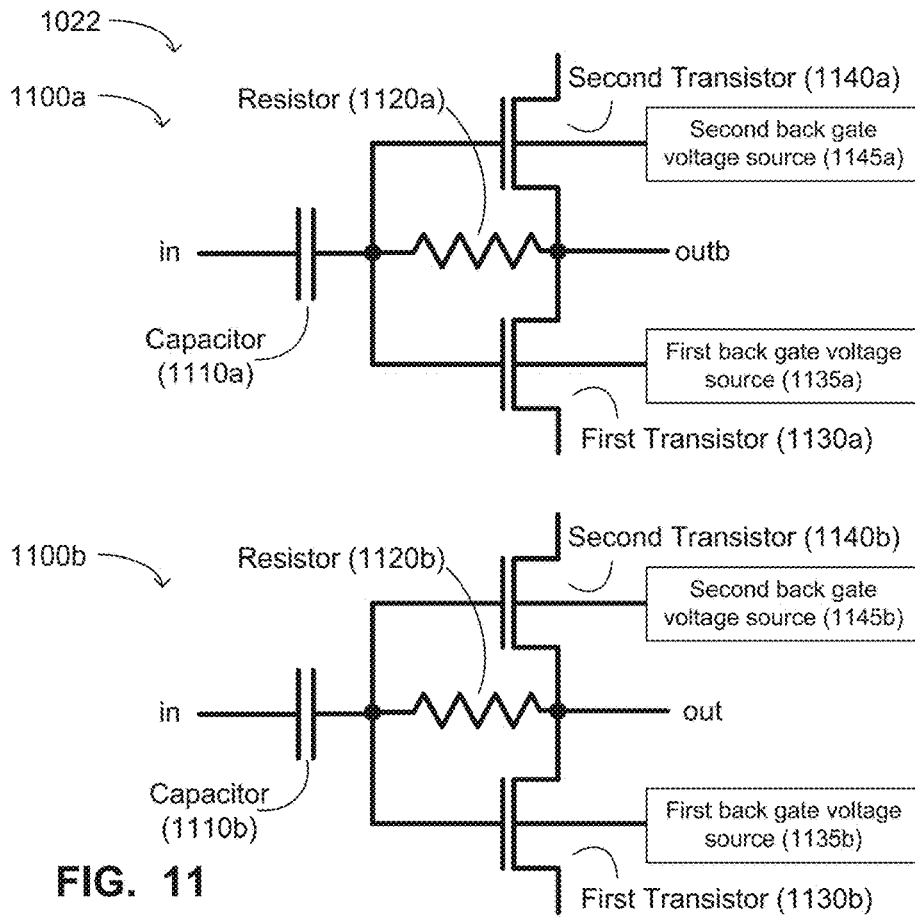 1022
1100a
Resistor (1120a)
Second Transistor (1140a)
Second back gate
voltage source (1145a)
in
outb
Capacitor
(1110a)
First back gate voltage
source (1135a)
First Transistor (1130a)
1100b
Resistor (1120b)
Second Transistor (1140b)
Second back gate
voltage source (1145b)
in
out
Capacitor
(1110b)
First back gate voltage
source (1135b)
First Transistor (1130b)
FIG. 11